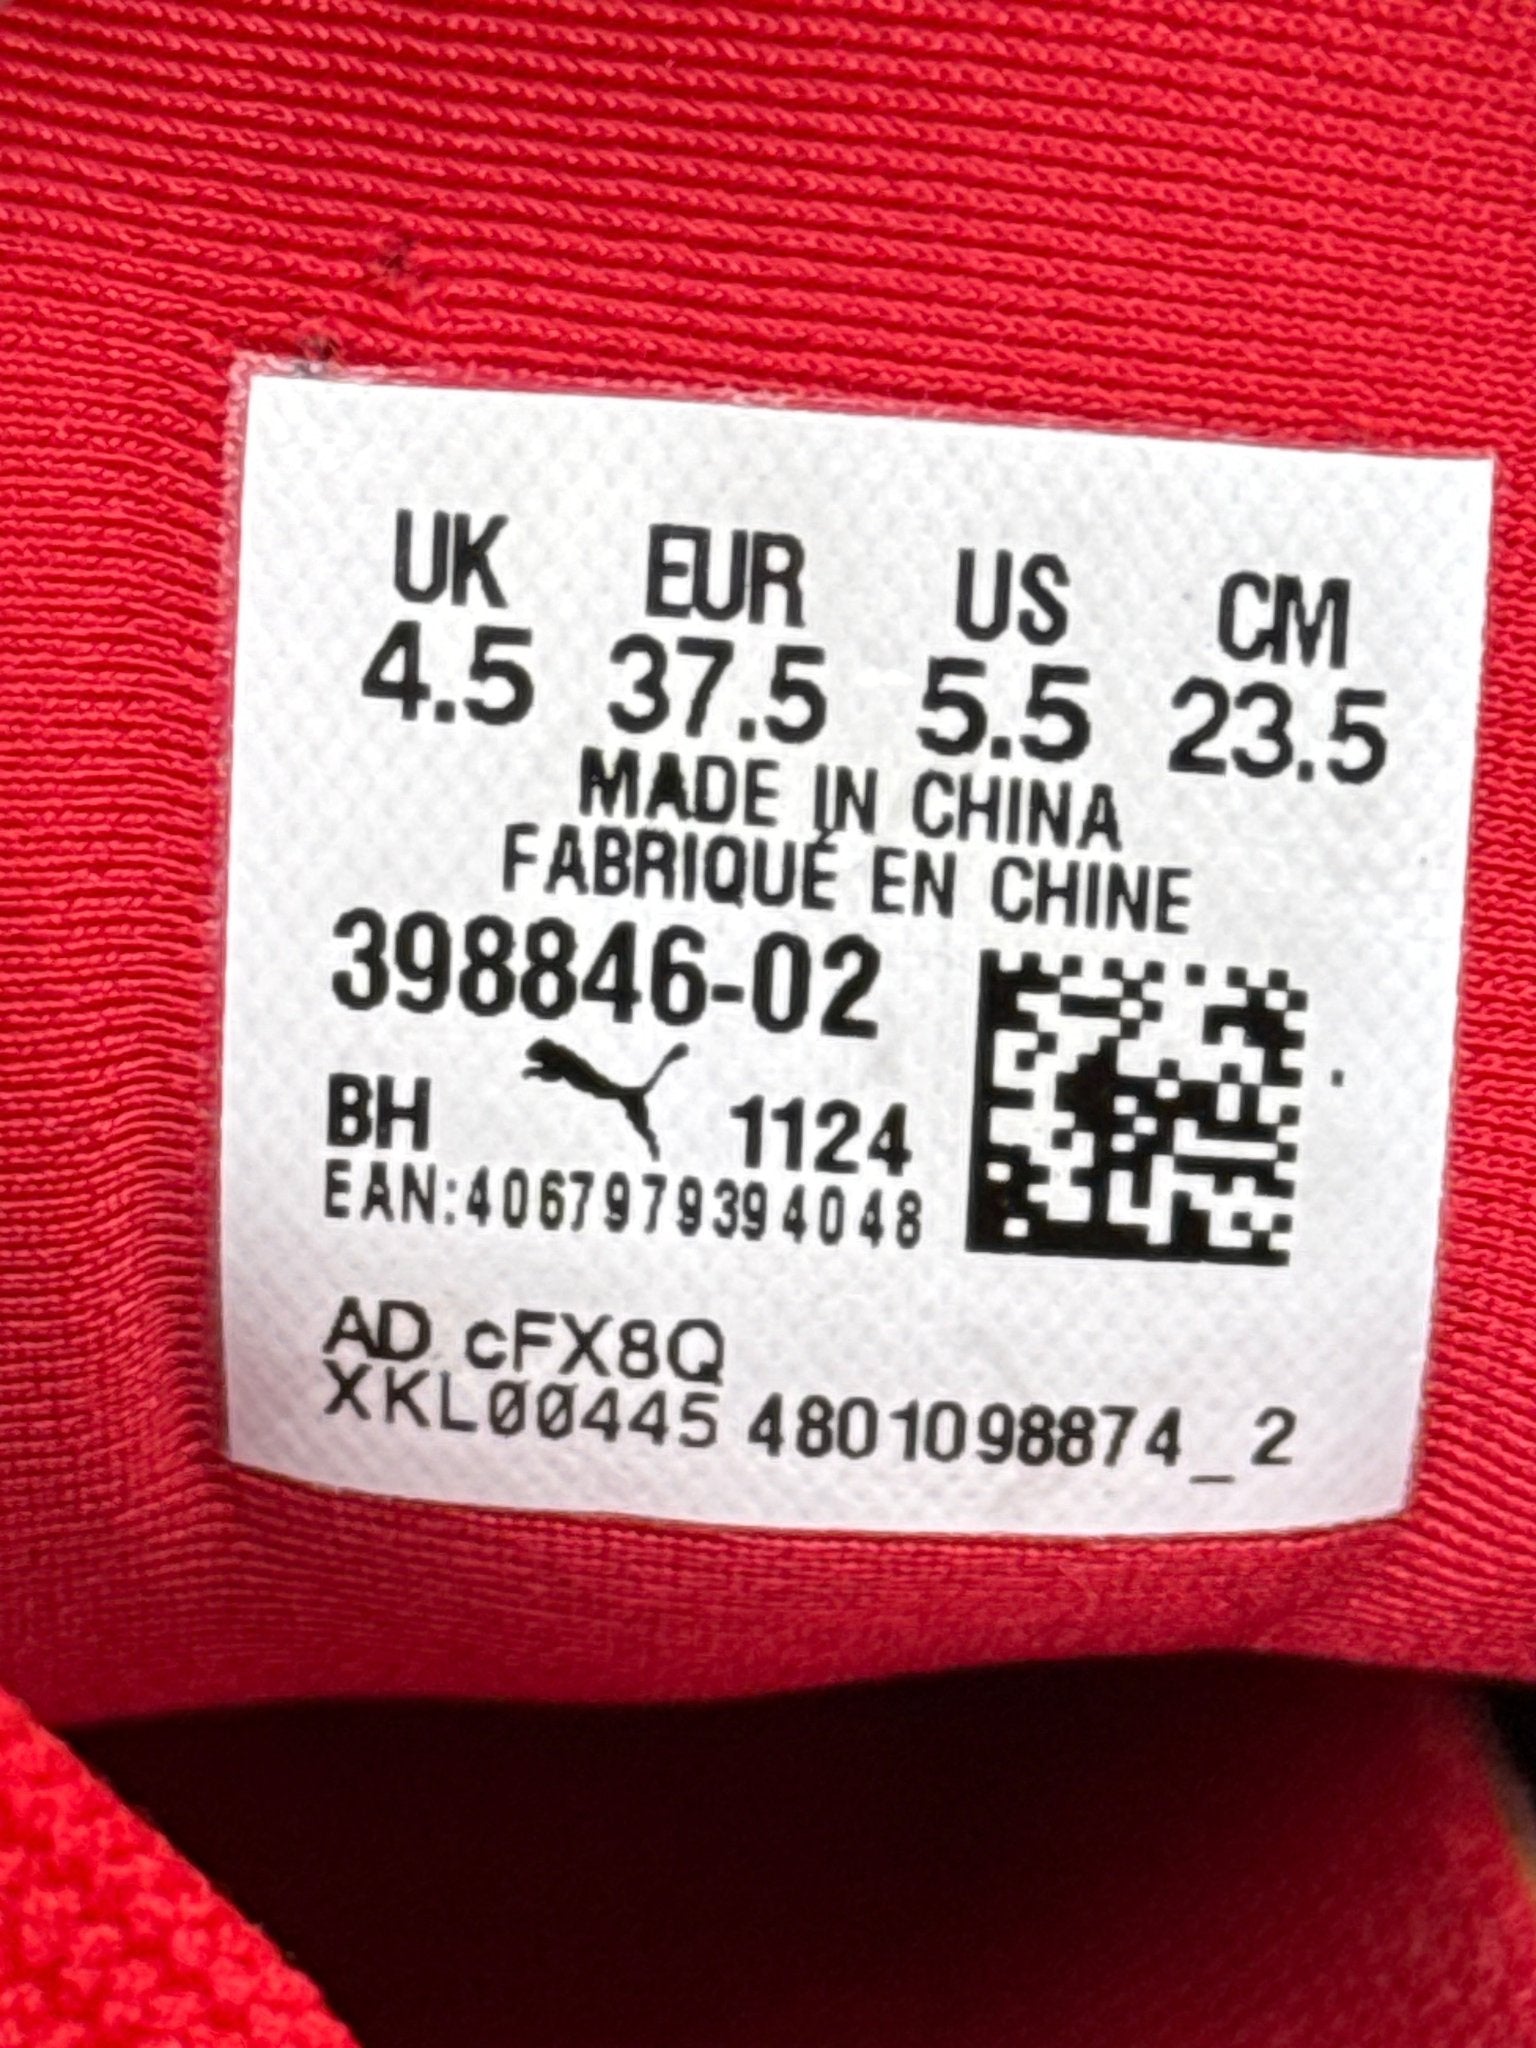 UK EUR US CM
4.5 37.5 5.5 23.5
MADE IN CHINA
FABRIQUÉ EN CHINE
398846-02
BH 1124
EAN:4067979394048
AD cFX8Q
XKL00445 4801098874_2